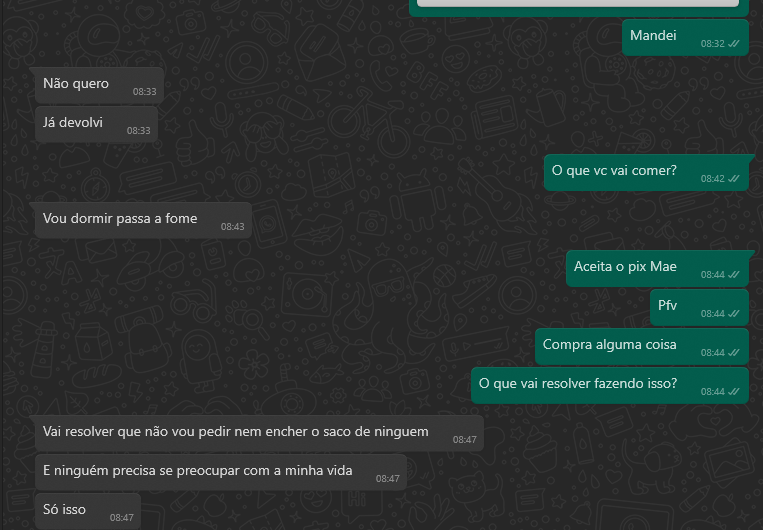 Mandei
08:32
Não quero
08:33
Já devolvi
08:33
O que vc vai comer?
08:42
Vou dormir passa a fome
08:43
Aceita o pix Mae
08:44
Pfv
08:44
Compra alguma coisa
08:44
O que vai resolver fazendo isso?
08:44
Vai resolver que não vou pedir nem encher o saco de ninguem
08:47
E ninguém precisa se preocupar com a minha vida
08:47
Só isso
08:47